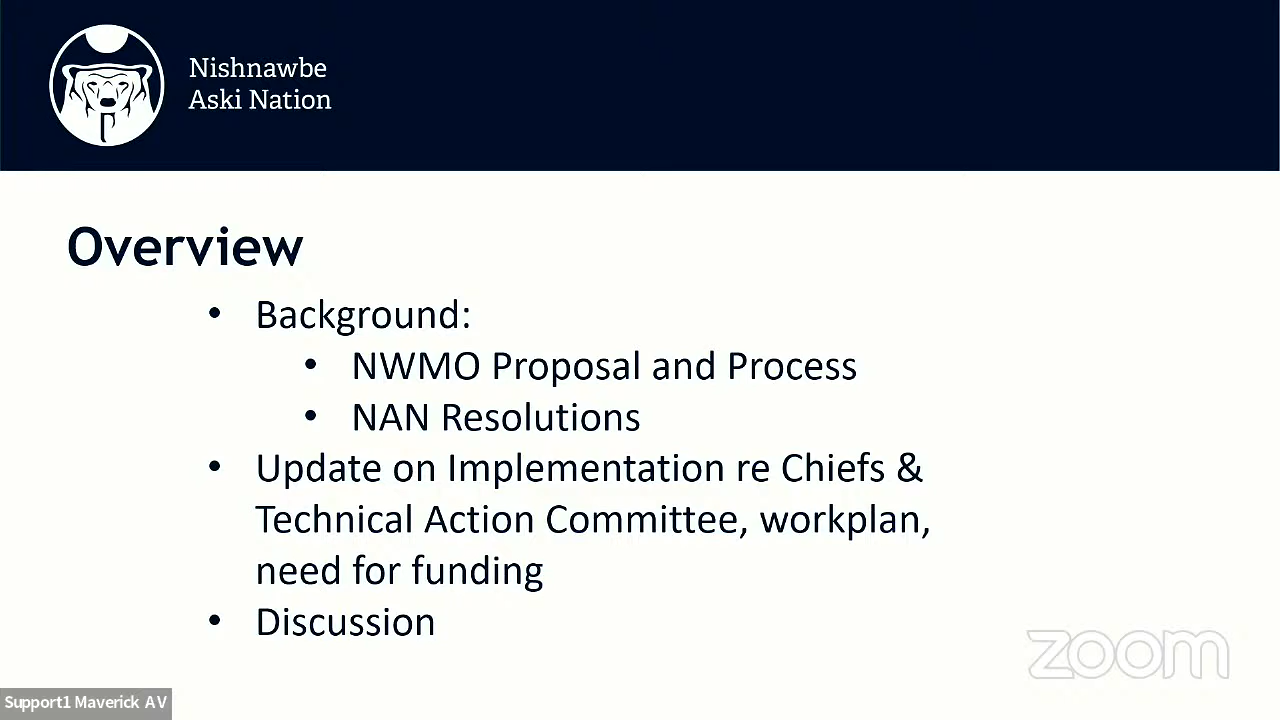 Nishnawbe
Aski Nation
Overview
• Background:
• NWMO Proposal and Process
• NAN Resolutions
• Update on Implementation re Chiefs &
Technical Action Committee, workplan,
need for funding
• Discussion
zoom
Support1 Maverick AV